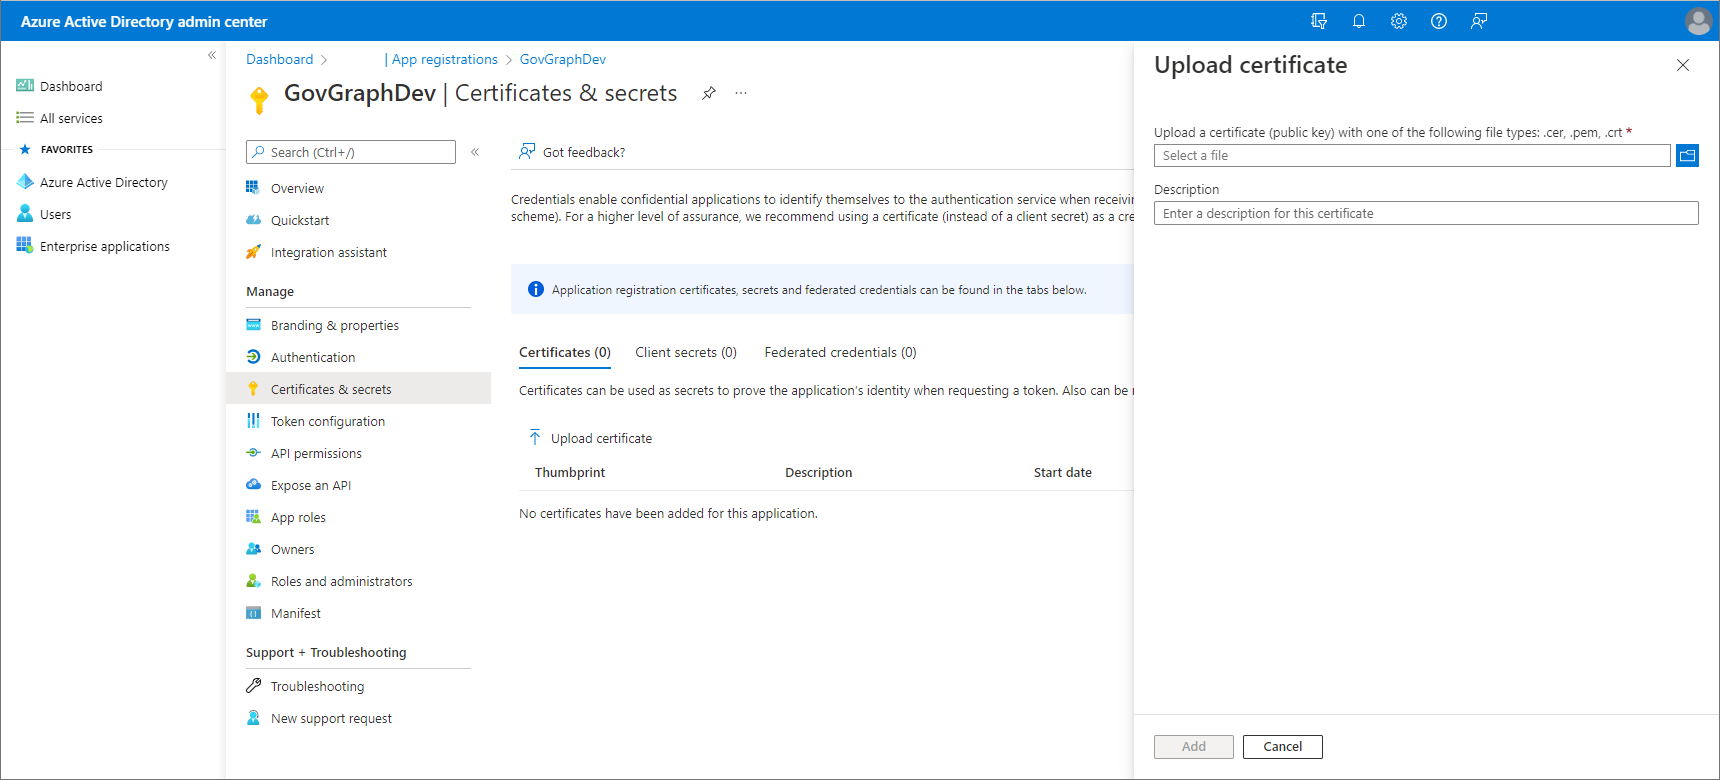 Azure Active Directory admin center
«
Dashboard
All services
FAVORITES
Azure Active Directory
Users
Enterprise applications
Dashboard > | App registrations > GovGraphDev
GovGraphDev | Certificates & secrets ...
Search (Ctrl+/)
«
Overview
Quickstart
Integration assistant
Manage
Branding & properties
Authentication
Certificates & secrets
Token configuration
API permissions
Expose an API
App roles
Owners
Roles and administrators
Manifest
Support + Troubleshooting
Troubleshooting
New support request
Got feedback?
Credentials enable confidential applications to identify themselves to the authentication service when
scheme). For a higher level of assurance, we recommend using a certificate (instead of a client secret) as a
Application registration certificates, secrets and federated credentials can be found in the tabs below.
Certificates (0) Client secrets (0) Federated credentials (0)
Certificates can be used as secrets to prove the application's identity when requesting a token. Also can be
Upload certificate
Thumbprint Description Start date
No certificates have been added for this application.
Upload certificate
Upload a certificate (public key) with one of the following file types: .cer, .pem, .crt *
Select a file
Description
Enter a description for this certificate
Add Cancel